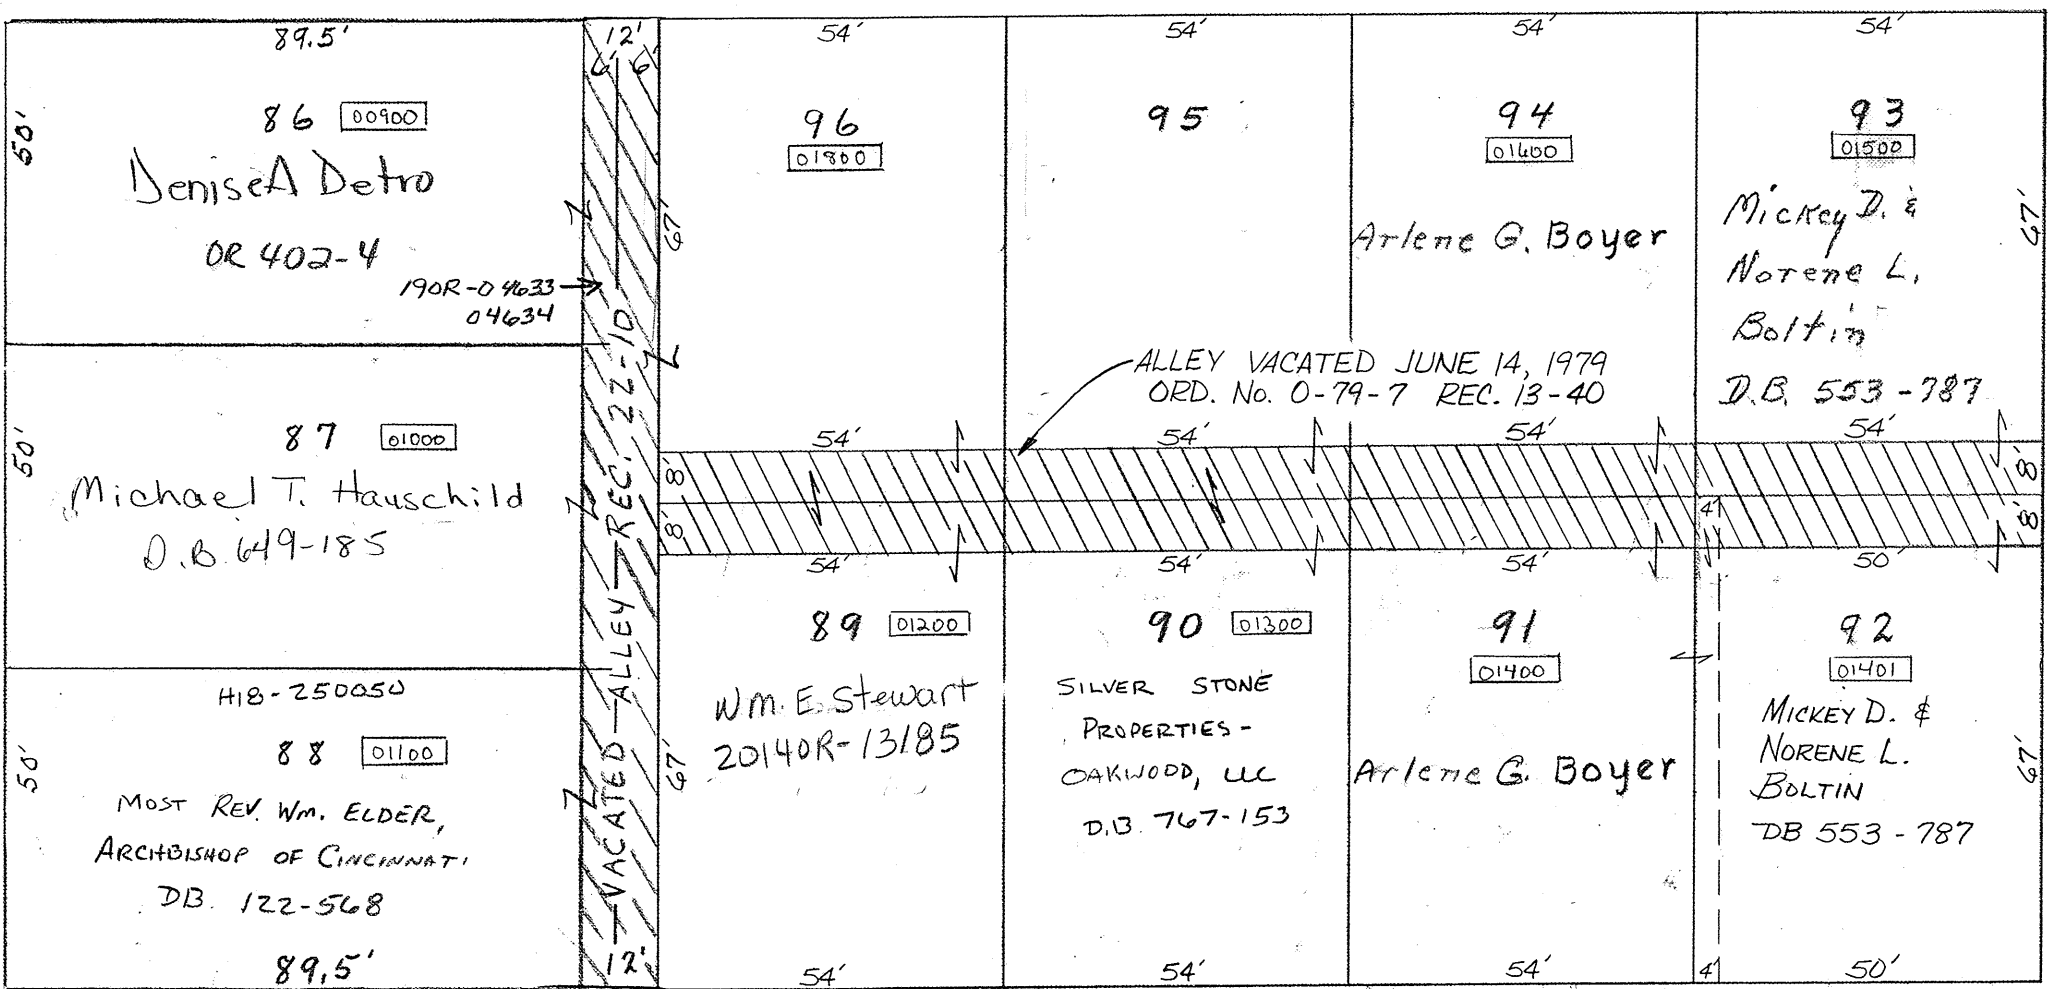 89.5'
50'
86 00900
Denise A Detro
OR 402-4
190R-04633
04634
50'
87 01000
Michael T. Hauschild
D.B. 649-185
H18-250050
50'
88 01100
MOST REV. WM. ELDER,
ARCHBISHOP OF CINCINNATI
DB. 122-568
89.5'
12'
6' 6'
VACATED ALLEY REC. 22-10
12'
54'
96
01800
67'
54'
54'
95
54'
54'
94
01600
Arlene G. Boyer
54'
54'
93
01500
Mickey D. &
Norene L.
Boltin
D.B. 553-787
67'
54'
ALLEY VACATED JUNE 14, 1979
ORD. No. O-79-7 REC. 13-40
8'
8'
8'
8'
4'
54'
89 01200
Wm. E. Stewart
2014OR-13185
67'
54'
54'
90 01300
SILVER STONE
PROPERTIES-
OAKWOOD, LLC
D.B. 767-153
54'
54'
91
01400
Arlene G. Boyer
54'
4'
50'
92
01401
MICKEY D. &
NORENE L.
BOLTIN
DB 553-787
67'
50'